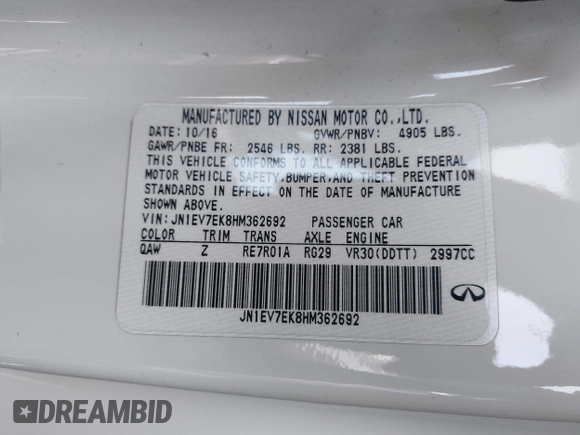 MANUFACTURED BY NISSAN MOTOR CO.,LTD.
DATE: 10/16 GVWR/PNBV: 4905 LBS.
GAWR/PNBE FR: 2546 LBS. RR: 2381 LBS.
THIS VEHICLE CONFORMS TO ALL APPLICABLE FEDERAL
MOTOR VEHICLE SAFETY,BUMPER,AND THEFT PREVENTION
STANDARDS IN EFFECT ON THE DATE OF MANUFACTURE
SHOWN ABOVE.
VIN: JN1EV7EK8HM362692 PASSENGER CAR
COLOR TRIM TRANS AXLE ENGINE
QAW Z RE7R01A RG29 VR30(DDTT) 2997CC
JN1EV7EK8HM362692
DREAMBID